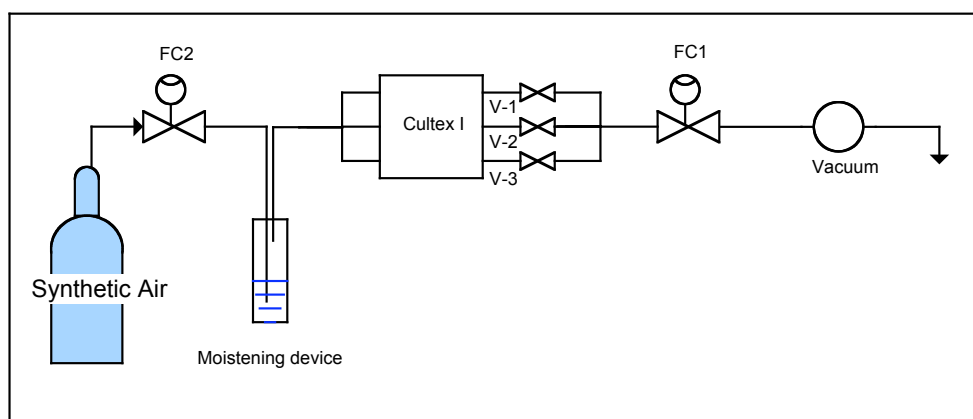 FC2
FC1
V-1
Cultex I
V-2
V-3
Vacuum
Synthetic Air
Moistening device